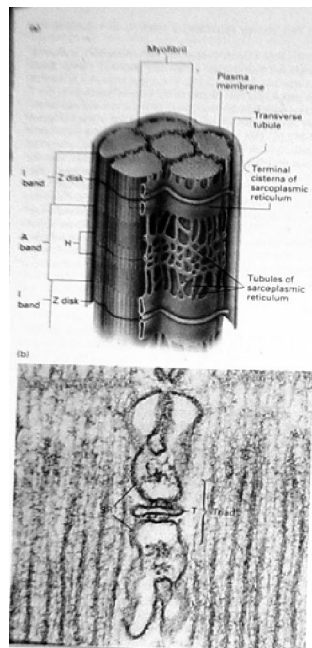 (a)
Myofibril
Plasma
membrane
Transverse
tubule
I
band
Z disk
Terminal
cisterna of
sarcoplasmic
reticulum
A
band
H
Tubules of
sarcoplasmic
reticulum
I
band
Z disk
(b)
SR
T
Triad